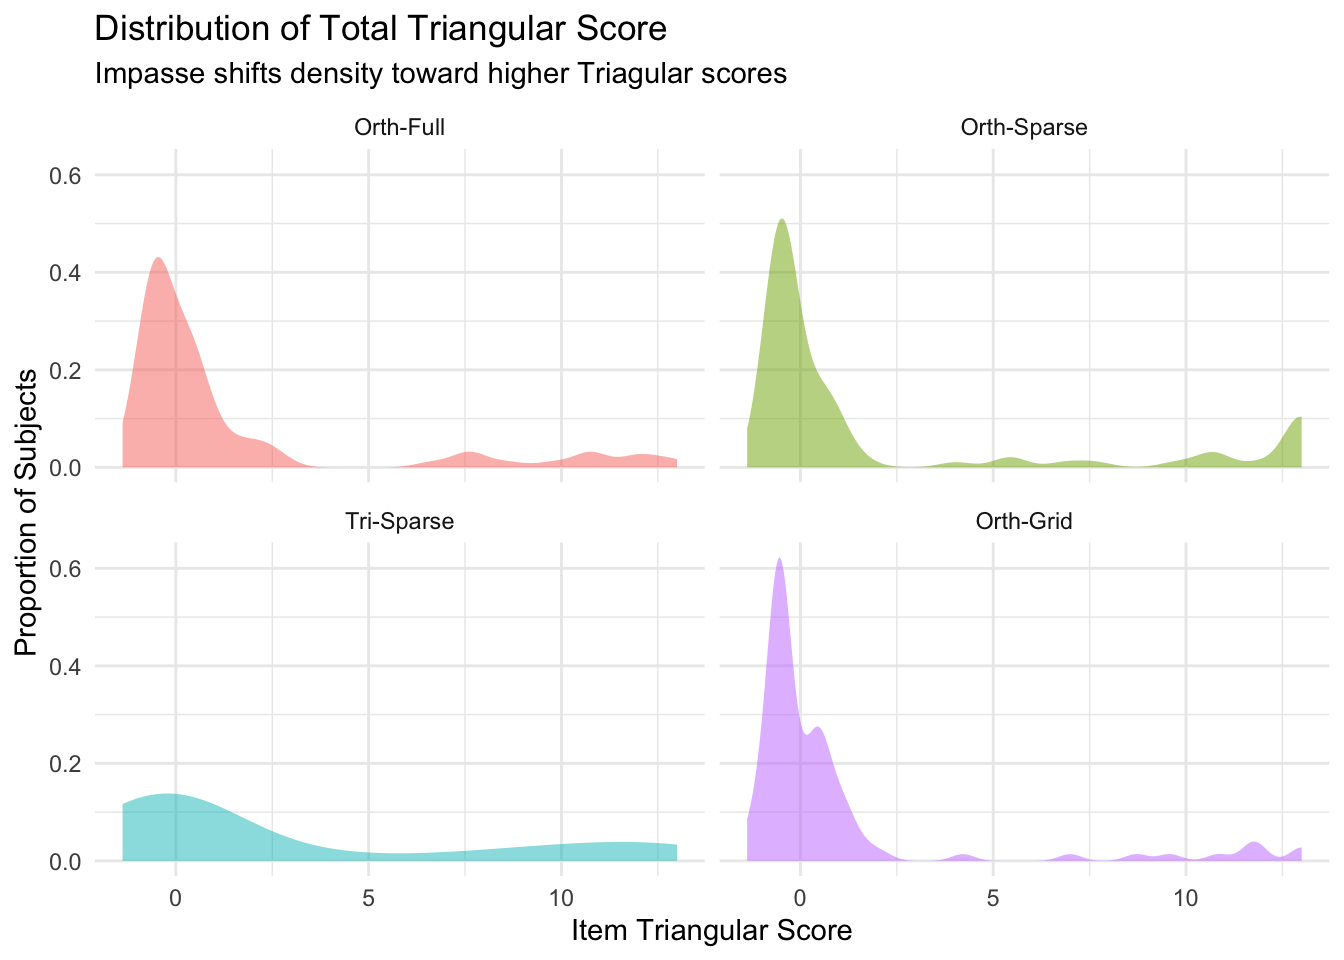 Distribution of Total Triangular Score
Impasse shifts density toward higher Triagular scores
Orth-Full
Orth-Sparse
0.6
0.4
0.2
0.0
Tri-Sparse
Orth-Grid
0.6
0.4
0.2
0.0
0 5 10
0 5 10
Item Triangular Score
Proportion of Subjects